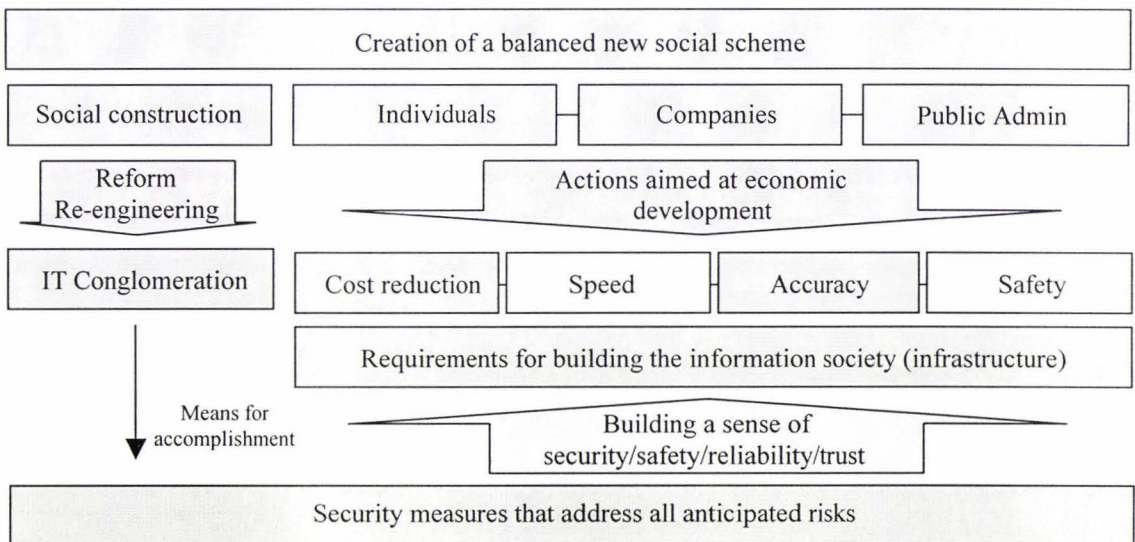 Creation of a balanced new social scheme
Social construction
Individuals
Companies
Public Admin
Reform
Re-engineering
Actions aimed at economic
development
IT Conglomeration
Cost reduction
Speed
Accuracy
Safety
Requirements for building the information society (infrastructure)
Means for
accomplishment
Building a sense of
security/safety/reliability/trust
Security measures that address all anticipated risks